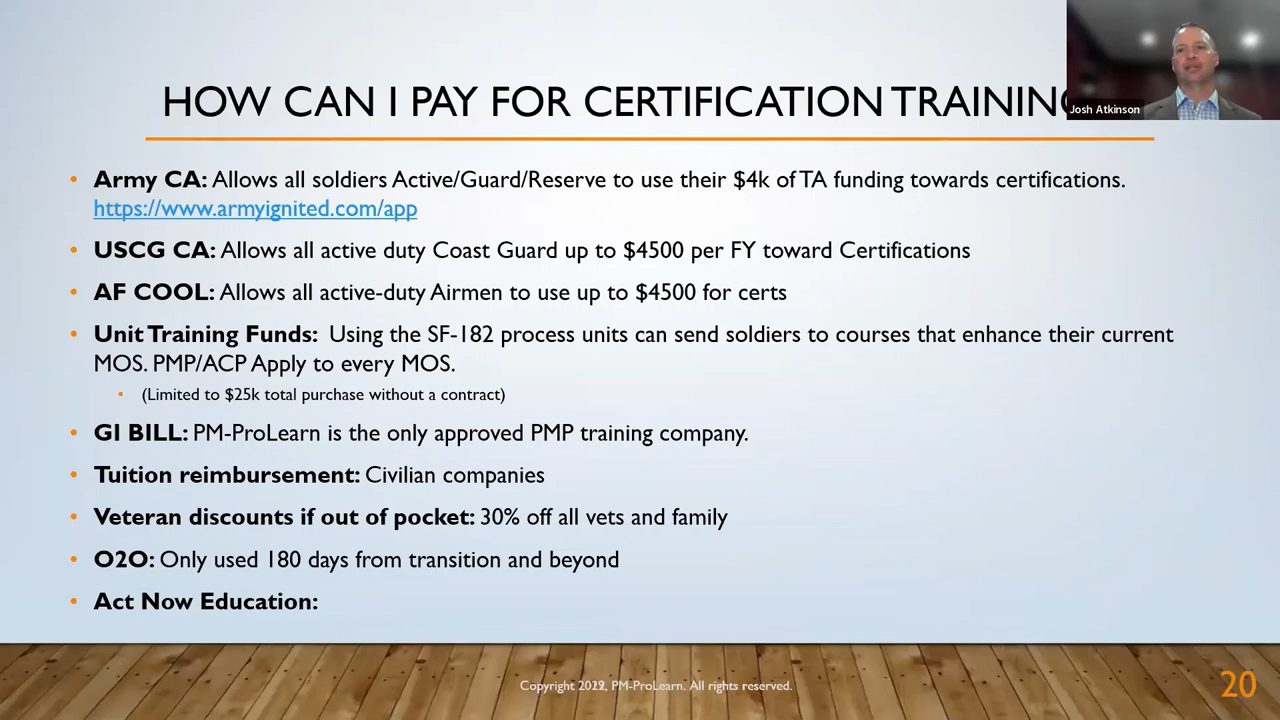 HOW CAN I PAY FOR CERTIFICATION TRAINING
Josh Atkinson
• Army CA: Allows all soldiers Active/Guard/Reserve to use their $4k of TA funding towards certifications.
https://www.armyignited.com/app
• USCG CA: Allows all active duty Coast Guard up to $4500 per FY toward Certifications
• AF COOL: Allows all active-duty Airmen to use up to $4500 for certs
• Unit Training Funds: Using the SF-182 process units can send soldiers to courses that enhance their current
MOS. PMP/ACP Apply to every MOS.
• (Limited to $25k total purchase without a contract)
• GI BILL: PM-ProLearn is the only approved PMP training company.
• Tuition reimbursement: Civilian companies
• Veteran discounts if out of pocket: 30% off all vets and family
• O2O: Only used 180 days from transition and beyond
• Act Now Education:
Copyright PM-ProLearn. All rights reserved.
20